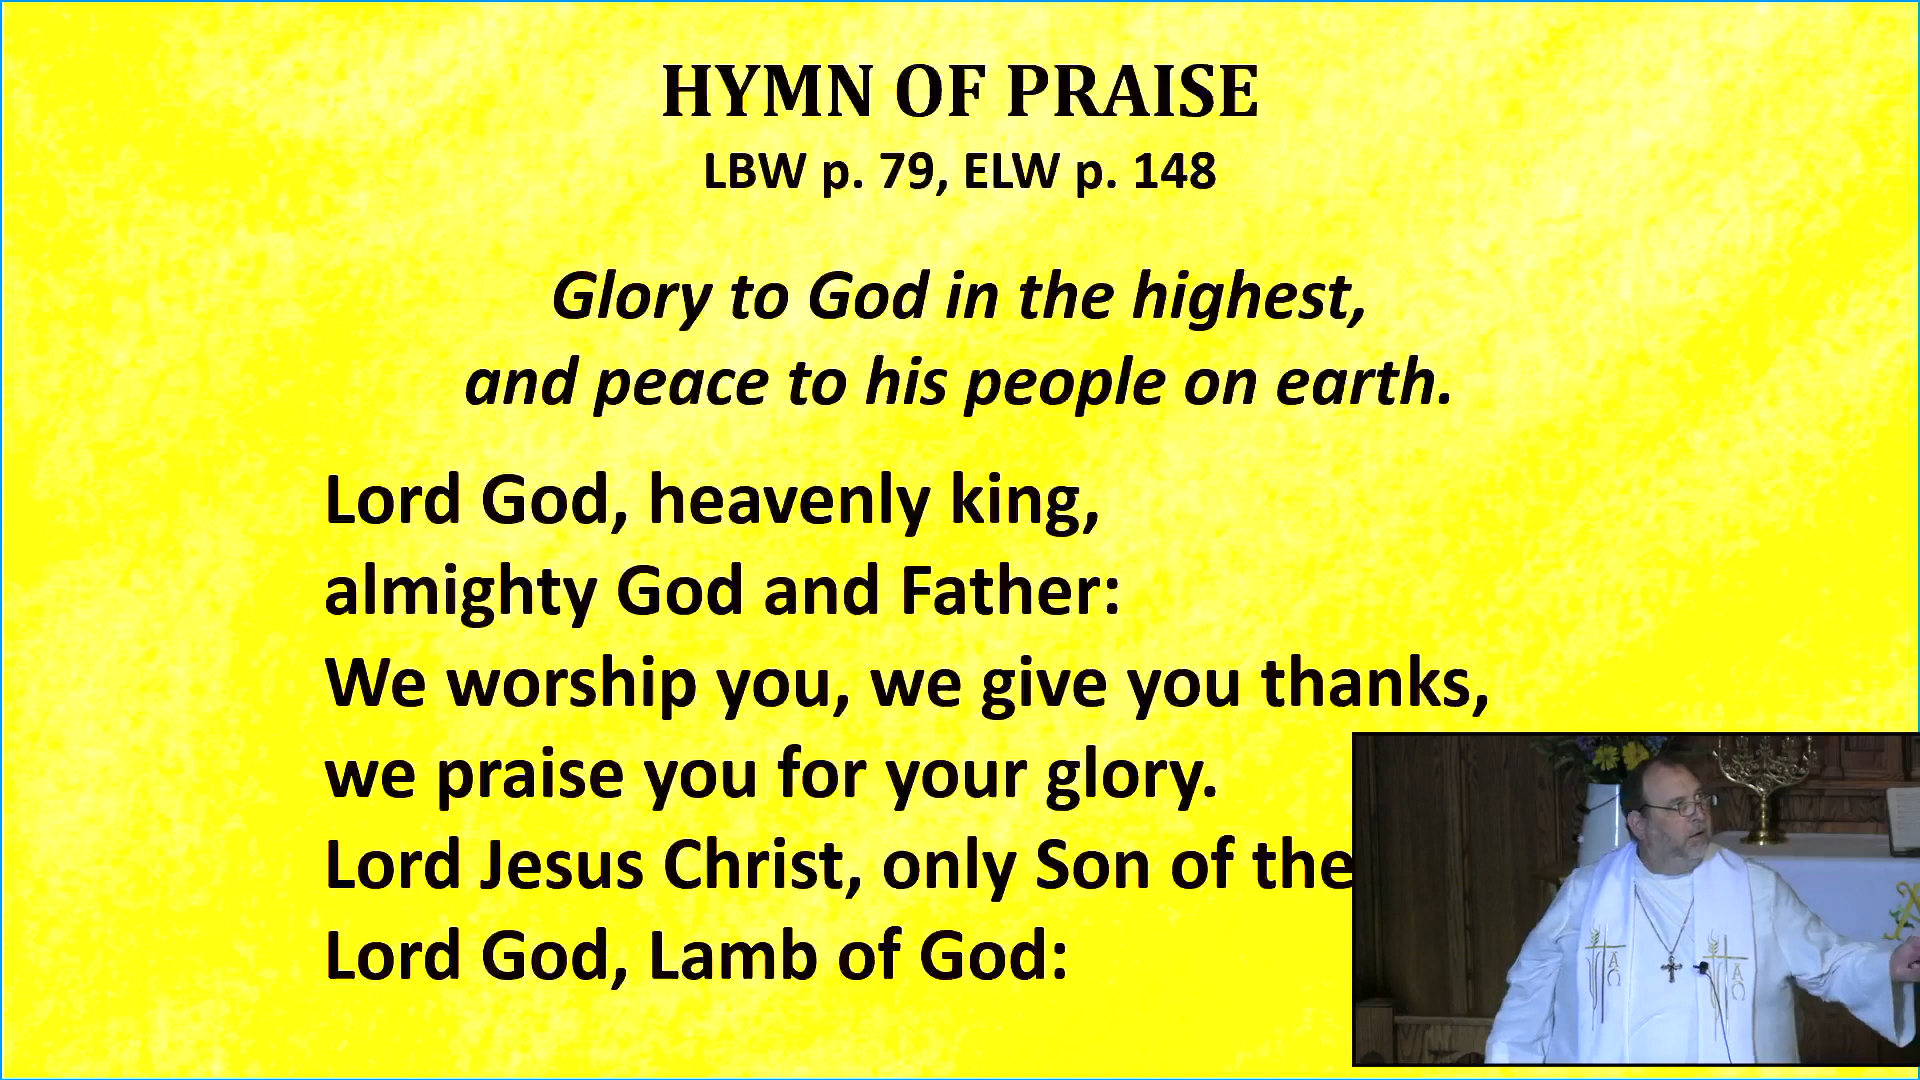 HYMN OF PRAISE
LBW p. 79, ELW p. 148
Glory to God in the highest,
and peace to his people on earth.
Lord God, heavenly king,
almighty God and Father:
We worship you, we give you thanks,
we praise you for your glory.
Lord Jesus Christ, only Son of the
Lord God, Lamb of God:
Α Ω
Α Ω